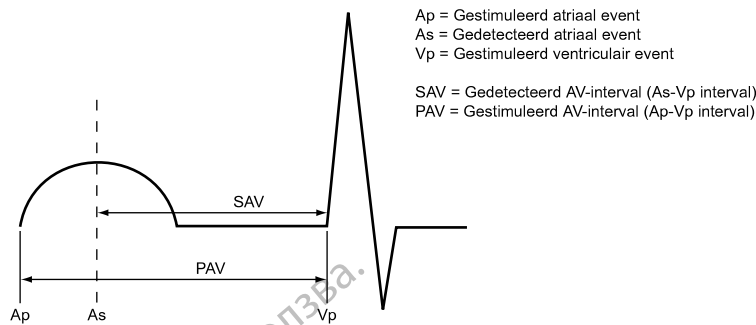 Ap = Gestimuleerd atriaal event
As = Gedetecteerd atriaal event
Vp = Gestimuleerd ventriculair event
SAV = Gedetecteerd AV-interval (As-Vp interval)
PAV = Gestimuleerd AV-interval (Ap-Vp interval)
SAV
PAV
Ap As Vp